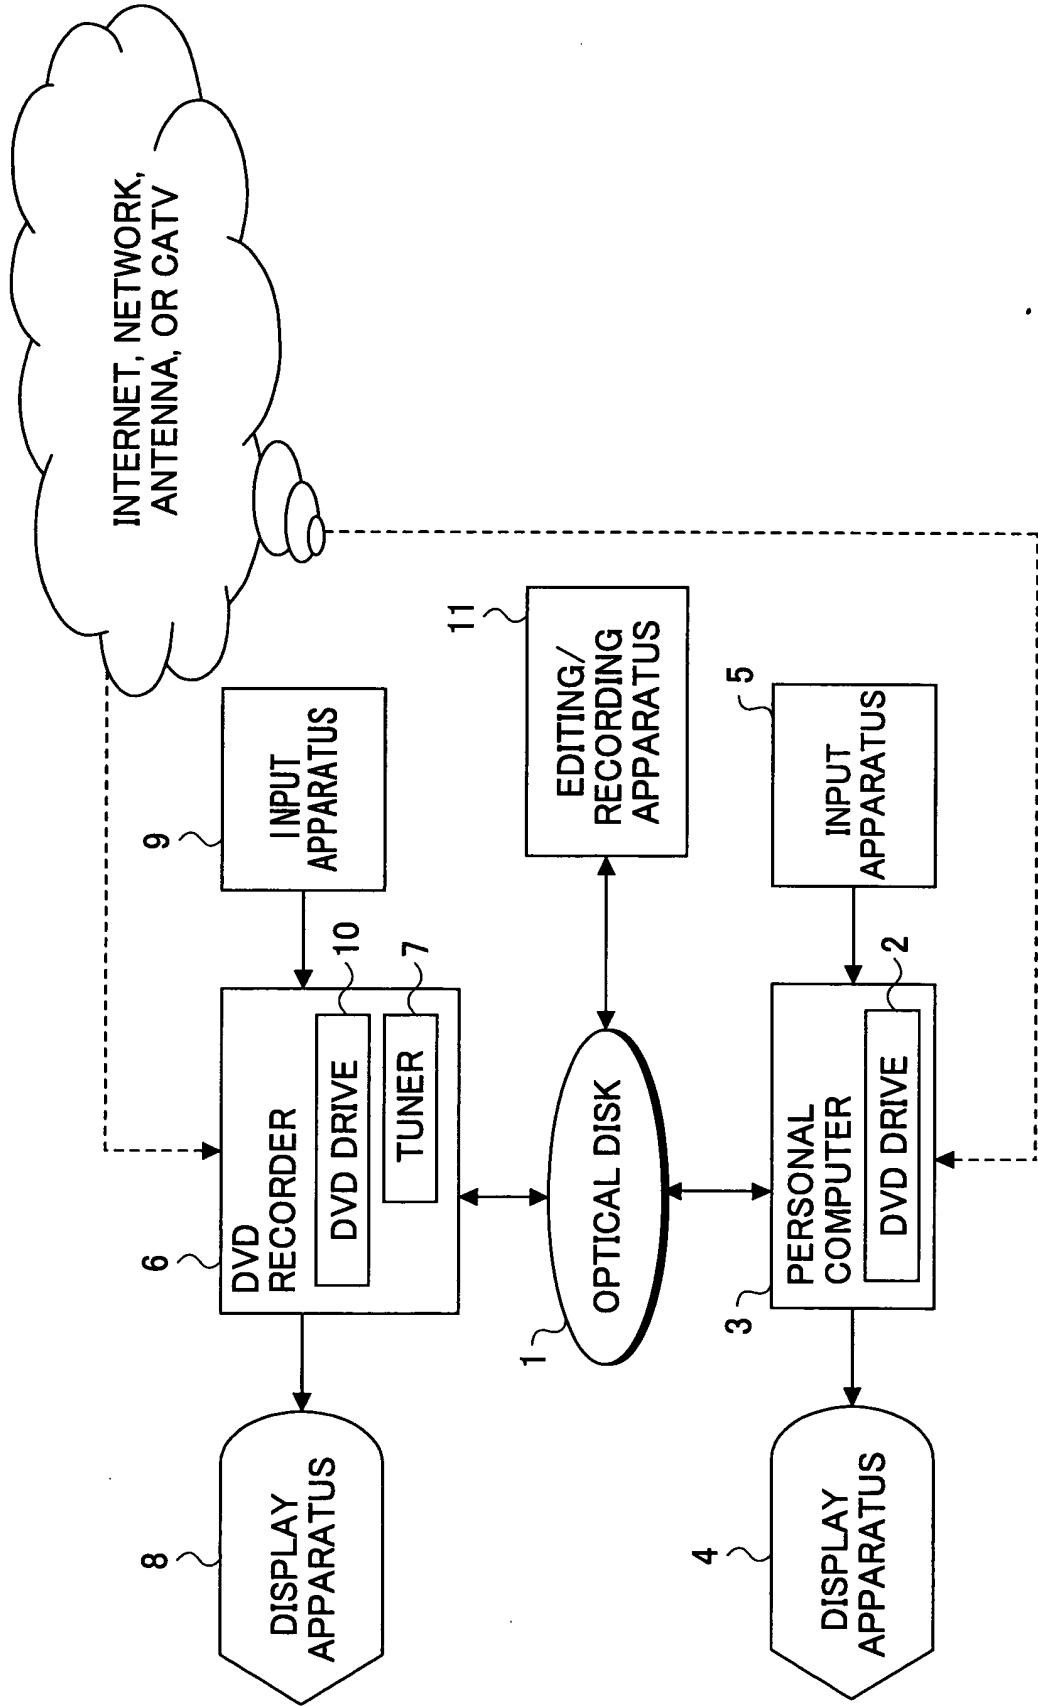 INTERNET, NETWORK,
ANTENNA, OR CATV
8
DISPLAY
APPARATUS
6
DVD
RECORDER
DVD DRIVE
10
TUNER
7
9
INPUT
APPARATUS
1
OPTICAL DISK
11
EDITING/
RECORDING
APPARATUS
4
DISPLAY
APPARATUS
3
PERSONAL
COMPUTER
DVD DRIVE
2
5
INPUT
APPARATUS